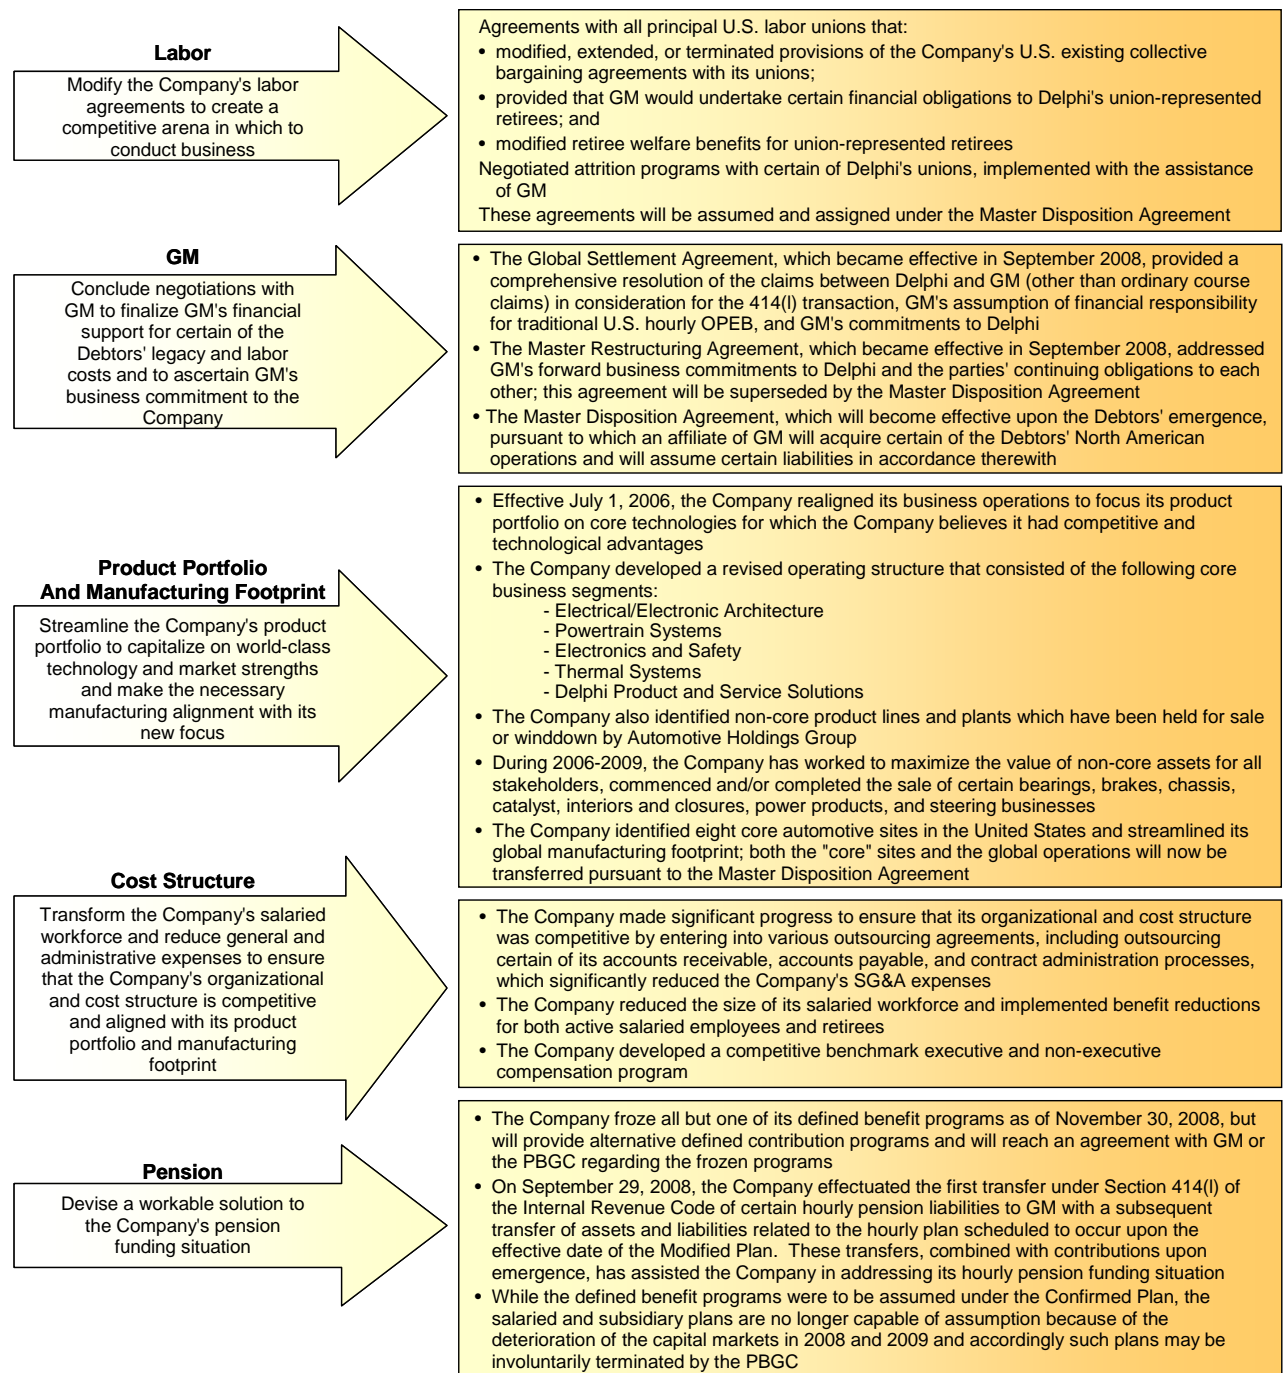 Labor
Modify the Company's labor
agreements to create a
competitive arena in which to
conduct business
Agreements with all principal U.S. labor unions that:
• modified, extended, or terminated provisions of the Company's U.S. existing collective
bargaining agreements with its unions;
• provided that GM would undertake certain financial obligations to Delphi's union-represented
retirees; and
• modified retiree welfare benefits for union-represented retirees
Negotiated attrition programs with certain of Delphi's unions, implemented with the assistance
of GM
These agreements will be assumed and assigned under the Master Disposition Agreement
GM
Conclude negotiations with
GM to finalize GM's financial
support for certain of the
Debtors' legacy and labor
costs and to ascertain GM's
business commitment to the
Company
• The Global Settlement Agreement, which became effective in September 2008, provided a
comprehensive resolution of the claims between Delphi and GM (other than ordinary course
claims) in consideration for the 414(l) transaction, GM's assumption of financial responsibility
for traditional U.S. hourly OPEB, and GM's commitments to Delphi
• The Master Restructuring Agreement, which became effective in September 2008, addressed
GM's forward business commitments to Delphi and the parties' continuing obligations to each
other; this agreement will be superseded by the Master Disposition Agreement
• The Master Disposition Agreement, which will become effective upon the Debtors' emergence,
pursuant to which an affiliate of GM will acquire certain of the Debtors' North American
operations and will assume certain liabilities in accordance therewith
Product Portfolio
And Manufacturing Footprint
Streamline the Company's product
portfolio to capitalize on world-class
technology and market strengths
and make the necessary
manufacturing alignment with its
new focus
• Effective July 1, 2006, the Company realigned its business operations to focus its product
portfolio on core technologies for which the Company believes it had competitive and
technological advantages
• The Company developed a revised operating structure that consisted of the following core
business segments:
- Electrical/Electronic Architecture
- Powertrain Systems
- Electronics and Safety
- Thermal Systems
- Delphi Product and Service Solutions
• The Company also identified non-core product lines and plants which have been held for sale
or winddown by Automotive Holdings Group
• During 2006-2009, the Company has worked to maximize the value of non-core assets for all
stakeholders, commenced and/or completed the sale of certain bearings, brakes, chassis,
catalyst, interiors and closures, power products, and steering businesses
• The Company identified eight core automotive sites in the United States and streamlined its
global manufacturing footprint; both the "core" sites and the global operations will now be
transferred pursuant to the Master Disposition Agreement
Cost Structure
Transform the Company's salaried
workforce and reduce general and
administrative expenses to ensure
that the Company's organizational
and cost structure is competitive
and aligned with its product
portfolio and manufacturing
footprint
• The Company made significant progress to ensure that its organizational and cost structure
was competitive by entering into various outsourcing agreements, including outsourcing
certain of its accounts receivable, accounts payable, and contract administration processes,
which significantly reduced the Company's SG&A expenses
• The Company reduced the size of its salaried workforce and implemented benefit reductions
for both active salaried employees and retirees
• The Company developed a competitive benchmark executive and non-executive
compensation program
Pension
Devise a workable solution to
the Company's pension
funding situation
• The Company froze all but one of its defined benefit programs as of November 30, 2008, but
will provide alternative defined contribution programs and will reach an agreement with GM or
the PBGC regarding the frozen programs
• On September 29, 2008, the Company effectuated the first transfer under Section 414(l) of
the Internal Revenue Code of certain hourly pension liabilities to GM with a subsequent
transfer of assets and liabilities related to the hourly plan scheduled to occur upon the
effective date of the Modified Plan. These transfers, combined with contributions upon
emergence, has assisted the Company in addressing its hourly pension funding situation
• While the defined benefit programs were to be assumed under the Confirmed Plan, the
salaried and subsidiary plans are no longer capable of assumption because of the
deterioration of the capital markets in 2008 and 2009 and accordingly such plans may be
involuntarily terminated by the PBGC